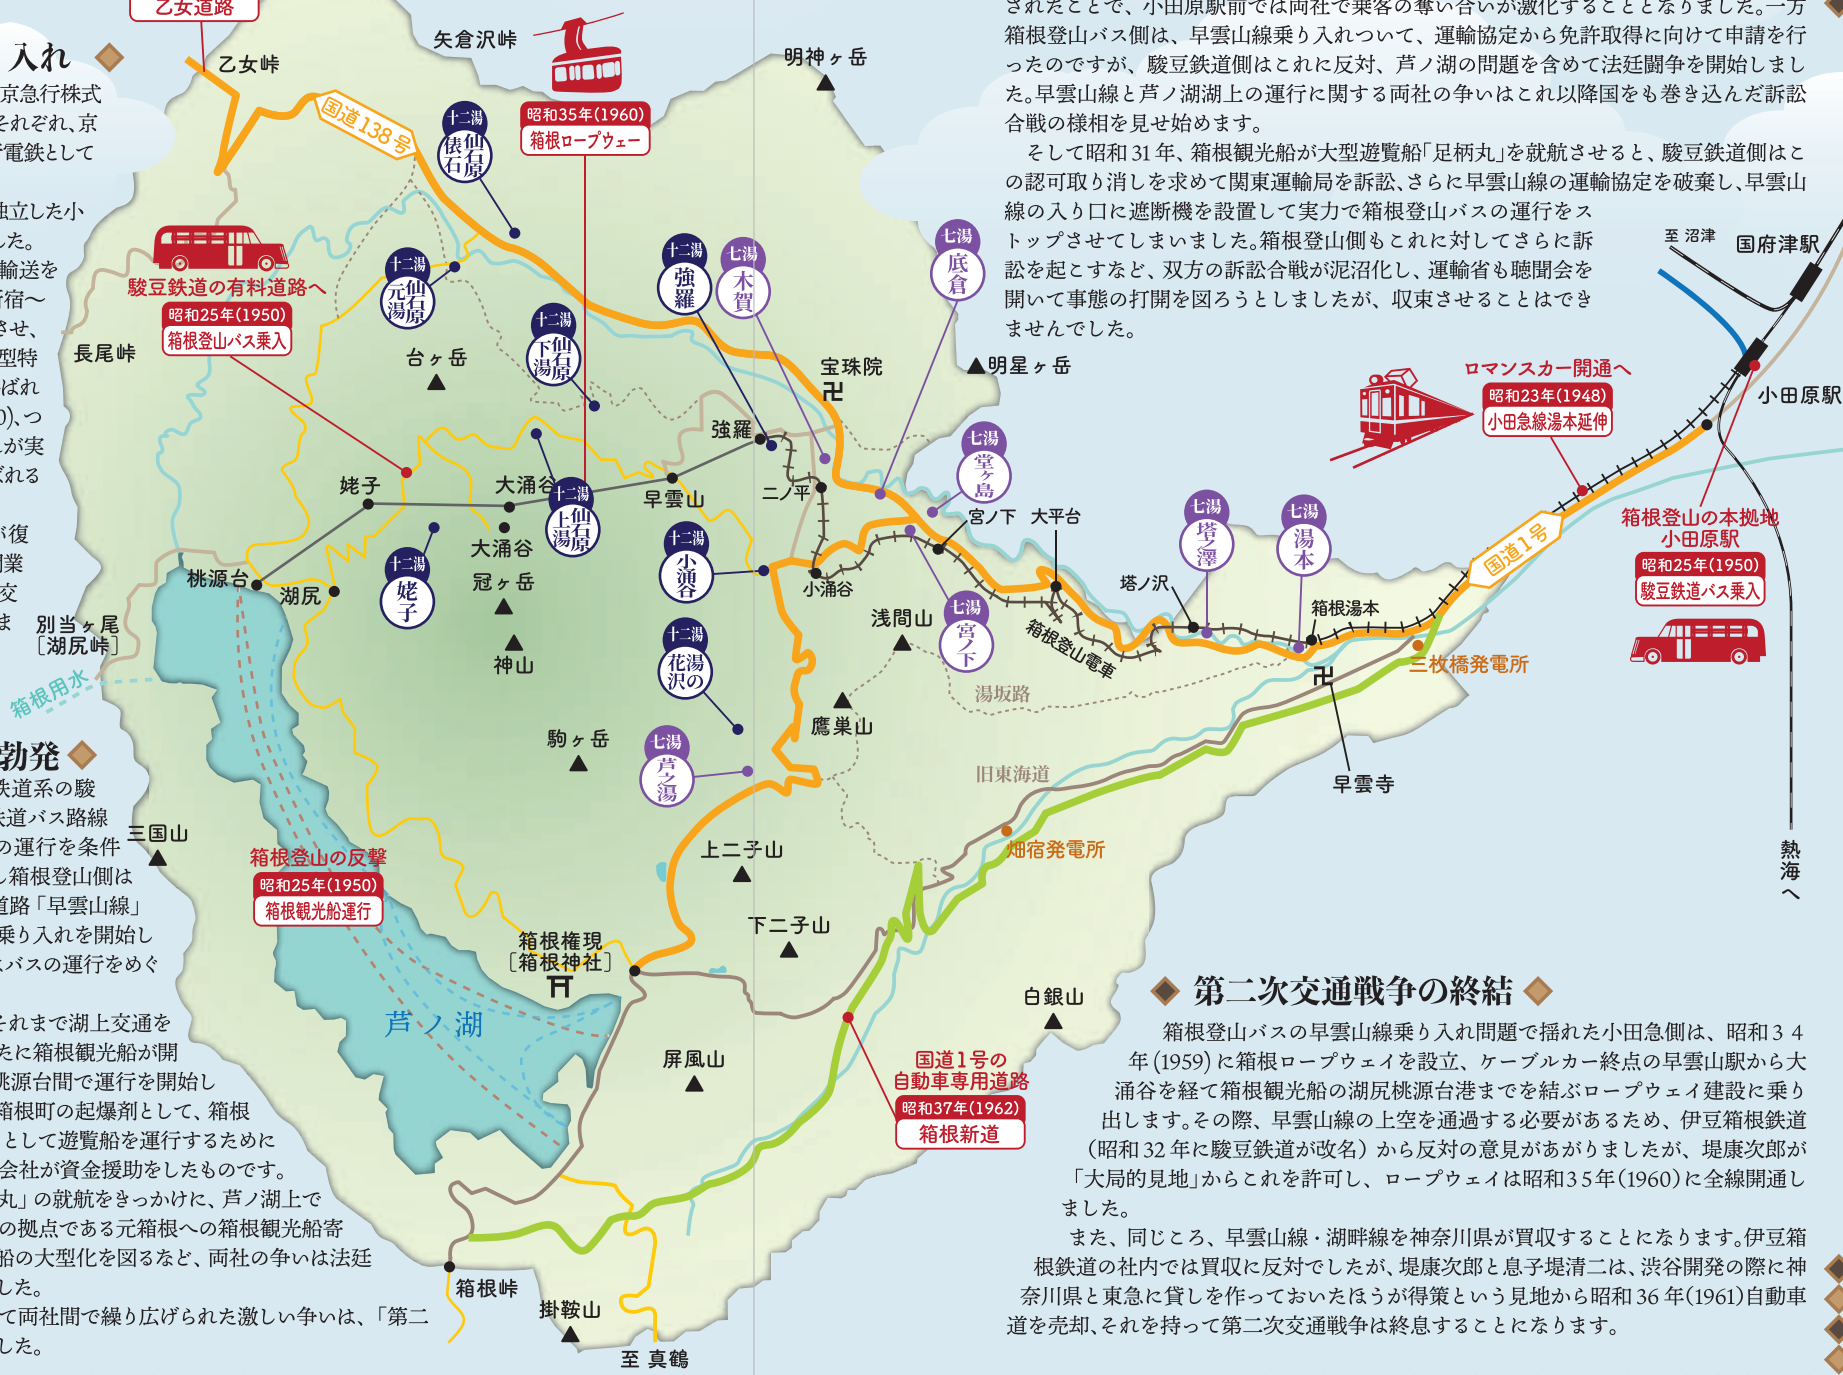 乙女道路
入れ
京急行株式
それぞれ、京
電鉄として
独立した小
した。
輸送を
新宿〜
させ、
型特
ばれ
0)、つ
が実
ばれる
が復
開業
交
ま
勃発
鉄道系の駿
鉄道バス路線
の運行を条件
し箱根登山側は
道路「早雲山線」
乗り入れを開始し
バスの運行をめぐ
それまで湖上交通を
たに箱根観光船が開
桃源台間で運行を開始し
箱根町の起爆剤として、箱根
として遊覧船を運行するために
会社が資金援助をしたものです。
丸」の就航をきっかけに、芦ノ湖上で
の拠点である元箱根への箱根観光船寄
船の大型化を図るなど、両社の争いは法廷
した。
て両社間で繰り広げられた激しい争いは、「第二
した。
されたことで、小田原駅前では両社で乗客の奪い合いが激化することとなりました。一方
箱根登山バス側は、早雲山線乗り入れついて、運輸協定から免許取得に向けて申請を行
ったのですが、駿豆鉄道側はこれに反対、芦ノ湖の問題を含めて法廷闘争を開始しまし
た。早雲山線と芦ノ湖湖上の運行に関する両社の争いはこれ以降国をも巻き込んだ訴訟
合戦の様相を見せ始めます。
そして昭和31年、箱根観光船が大型遊覧船「足柄丸」を就航させると、駿豆鉄道側はこ
の認可取り消しを求めて関東運輸局を訴訟、さらに早雲山線の運輸協定を破棄し、早雲山
線の入り口に遮断機を設置して実力で箱根登山バスの運行をス
トップさせてしまいました。箱根登山側もこれに対してさらに訴
訟を起こすなど、双方の訴訟合戦が泥沼化し、運輸省も聴聞会を
開いて事態の打開を図ろうとしましたが、収束させることはでき
ませんでした。
乙女峠
矢倉沢峠
明神ヶ岳
国道138号
昭和35年(1960)
箱根ロープウェー
十二湯
仙石原
俵石
駿豆鉄道の有料道路へ
昭和25年(1950)
箱根登山バス乗入
長尾峠
十二湯
仙石原
元湯
十二湯
仙石原
下湯
台ヶ岳
十二湯
強羅
七湯
木賀
七湯
底倉
明星ヶ岳
宝珠院
強羅
二ノ平
早雲山
大涌谷
姥子
十二湯
仙石原
上湯
大涌谷
十二湯
姥子
冠ヶ岳
神山
桃源台
湖尻
別当ヶ尾
[湖尻峠]
箱根用水
十二湯
小涌谷
小涌谷
十二湯
湯の
花沢
七湯
芦之湯
駒ヶ岳
七湯
堂ヶ島
宮ノ下
大平台
七湯
宮ノ下
浅間山
鷹巣山
箱根登山電車
湯坂路
旧東海道
塔ノ沢
七湯
塔之澤
七湯
湯本
箱根湯本
三枚橋発電所
早雲寺
国道1号
ロマンスカー開通へ
昭和23年(1948)
小田急線湯本延伸
至 沼津
国府津駅
小田原駅
箱根登山の本拠地
小田原駅
昭和25年(1950)
駿豆鉄道バス乗入
熱海へ
畑宿発電所
三国山
箱根登山の反撃
昭和25年(1950)
箱根観光船運行
芦ノ湖
箱根権現
[箱根神社]
上二子山
下二子山
屏風山
白銀山
国道1号の
自動車専用道路
昭和37年(1962)
箱根新道
箱根峠
掛鞍山
至 真鶴
第二次交通戦争の終結
箱根登山バスの早雲山線乗り入れ問題で揺れた小田急側は、昭和34
年(1959)に箱根ロープウェイを設立、ケーブルカー終点の早雲山駅から大
涌谷を経て箱根観光船の湖尻桃源台港までを結ぶロープウェイ建設に乗り
出します。その際、早雲山線の上空を通過する必要があるため、伊豆箱根鉄道
（昭和32年に駿豆鉄道が改名）から反対の意見があがりましたが、堤康次郎が
「大局的見地」からこれを許可し、ロープウェイは昭和35年(1960)に全線開通し
ました。
また、同じころ、早雲山線・湖畔線を神奈川県が買収することになります。伊豆箱
根鉄道の社内では買収に反対でしたが、堤康次郎と息子堤清二は、渋谷開発の際に神
奈川県と東急に貸しを作っておいたほうが得策という見地から昭和36年(1961)自動車
道を売却、それを持って第二次交通戦争は終息することになります。